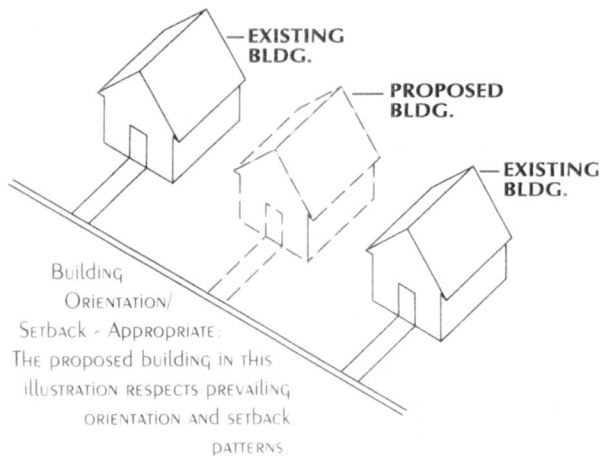 EXISTING
BLDG.
PROPOSED
BLDG.
EXISTING
BLDG.
Building
Orientation/
Setback - Appropriate:
The proposed building in this
illustration respects prevailing
orientation and setback
patterns.